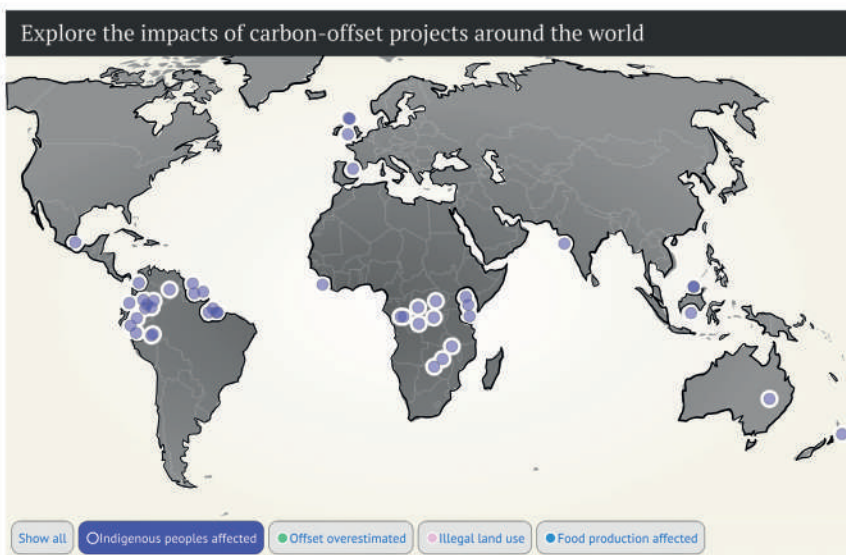 Explore the impacts of carbon-offset projects around the world
Show all
Indigenous peoples affected
Offset overestimated
Illegal land use
Food production affected